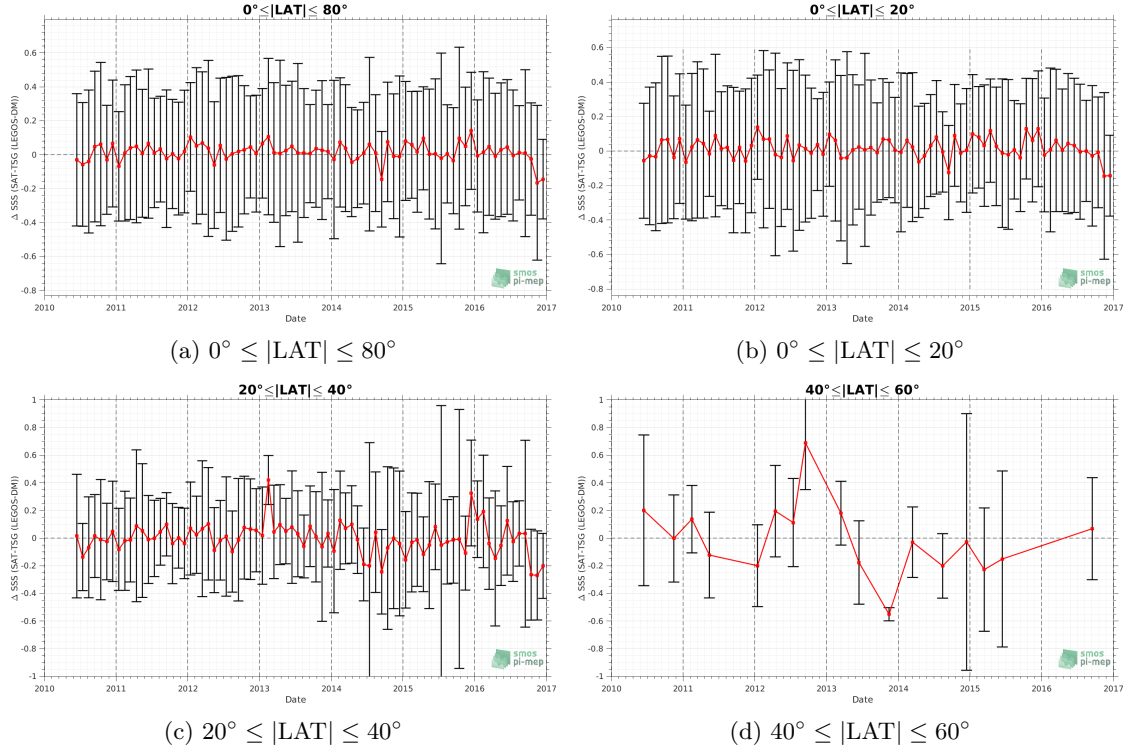 0°≤|LAT|≤ 80°
Δ SSS (SAT-TSG (LEGOS-DM))
0.6
0.4
0.2
0
-0.2
-0.4
-0.6
-0.8
2010 2011 2012 2013 2014 2015 2016 2017
Date
smos
pi-mep
(a) 0° ≤ |LAT| ≤ 80°
0°≤|LAT|≤ 20°
Δ SSS (SAT-TSG (LEGOS-DM))
0.6
0.4
0.2
0
-0.2
-0.4
-0.6
-0.8
2010 2011 2012 2013 2014 2015 2016 2017
Date
smos
pi-mep
(b) 0° ≤ |LAT| ≤ 20°
20°≤|LAT|≤ 40°
Δ SSS (SAT-TSG (LEGOS-DM))
1
0.8
0.6
0.4
0.2
0
-0.2
-0.4
-0.6
-0.8
-1
2010 2011 2012 2013 2014 2015 2016 2017
Date
smos
pi-mep
(c) 20° ≤ |LAT| ≤ 40°
40°≤|LAT|≤ 60°
Δ SSS (SAT-TSG (LEGOS-DM))
1
0.8
0.6
0.4
0.2
0
-0.2
-0.4
-0.6
-0.8
-1
2010 2011 2012 2013 2014 2015 2016 2017
Date
smos
pi-mep
(d) 40° ≤ |LAT| ≤ 60°